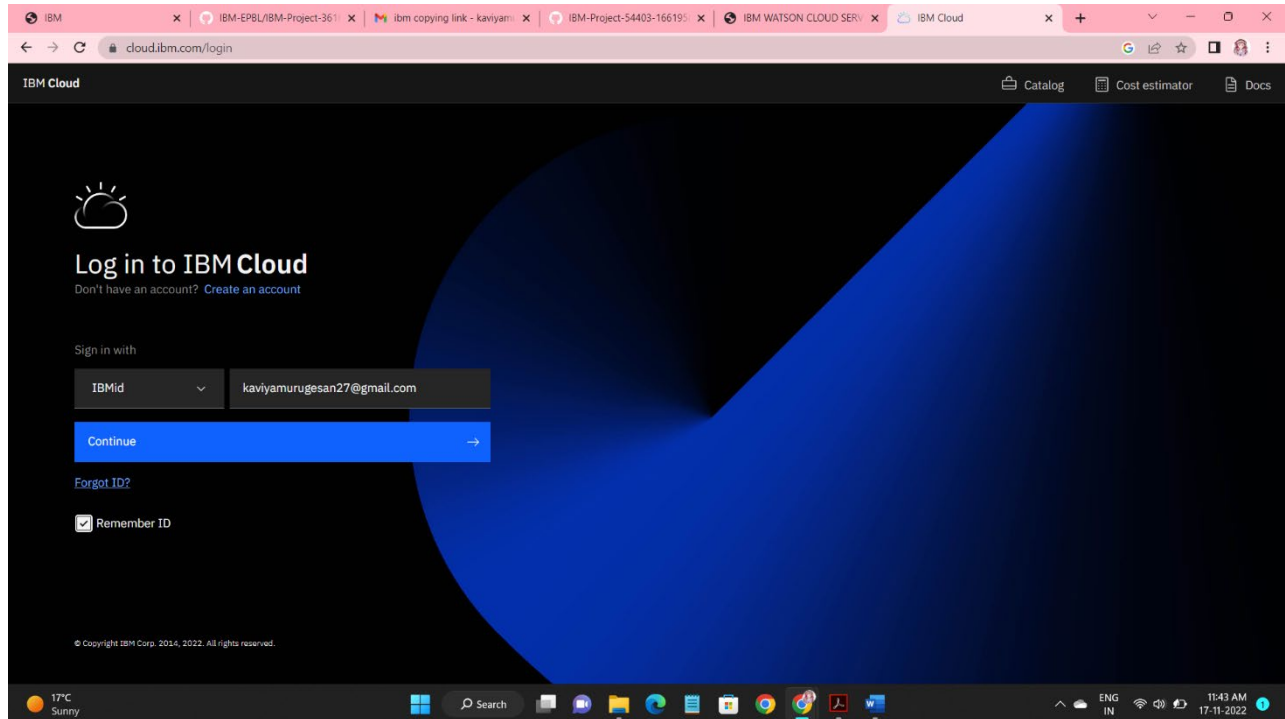 IBM
IBM-EPBL/IBM-Project-361
ibm copying link - kaviyam
IBM-Project-54403-166195
IBM WATSON CLOUD SERV
IBM Cloud
cloud.ibm.com/login
IBM Cloud
Catalog
Cost estimator
Docs
Log in to IBM Cloud
Don't have an account? Create an account
Sign in with
IBMid
kaviyamurugesan27@gmail.com
Continue
Forgot ID?
Remember ID
© Copyright IBM Corp. 2014, 2022. All rights reserved.
17°C
Sunny
Search
ENG
IN
11:43 AM
17-11-2022
1